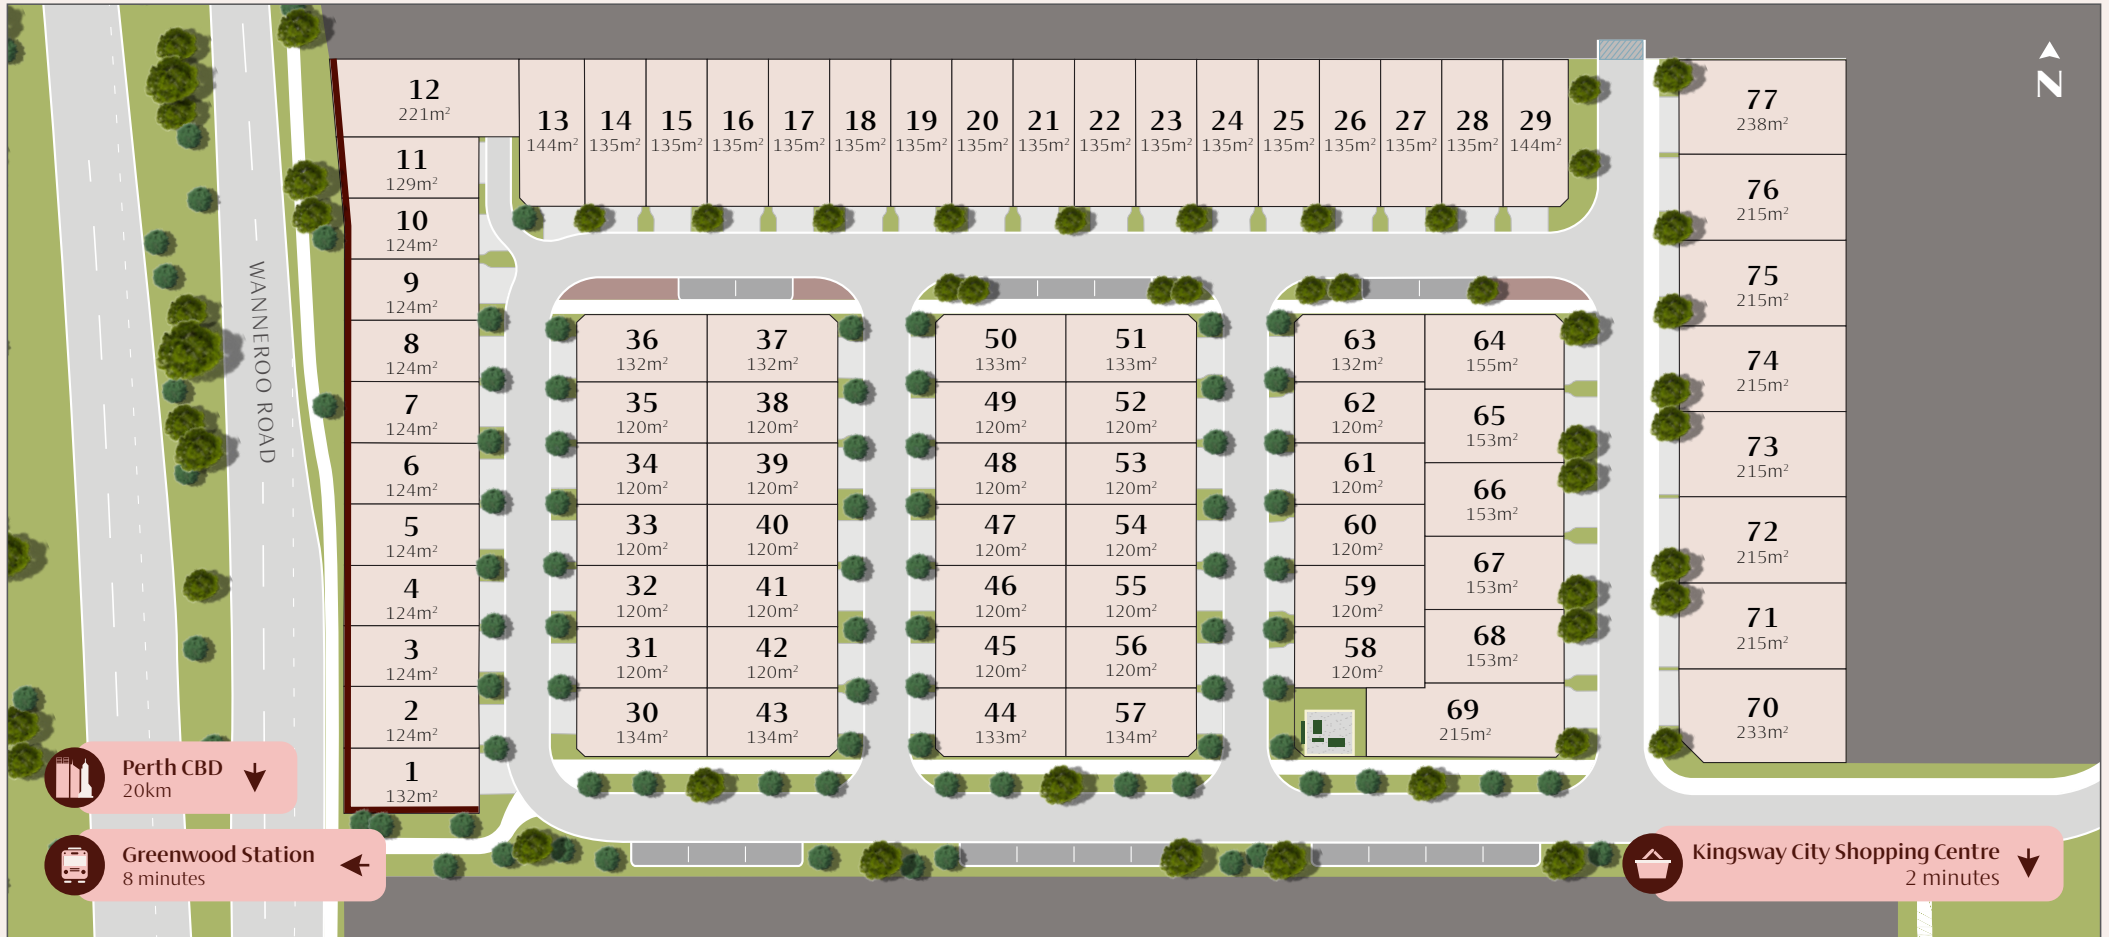 N
12
221m²
13
144m²
14
135m²
15
135m²
16
135m²
17
135m²
18
135m²
19
135m²
20
135m²
21
135m²
22
135m²
23
135m²
24
135m²
25
135m²
26
135m²
27
135m²
28
135m²
29
144m²
77
238m²
76
215m²
75
215m²
74
215m²
73
215m²
72
215m²
71
215m²
70
233m²
11
129m²
10
124m²
9
124m²
8
124m²
7
124m²
6
124m²
5
124m²
4
124m²
3
124m²
2
124m²
1
132m²
WANNEROO ROAD
36
132m²
37
132m²
35
120m²
38
120m²
34
120m²
39
120m²
33
120m²
40
120m²
32
120m²
41
120m²
31
120m²
42
120m²
30
134m²
43
134m²
50
133m²
51
133m²
49
120m²
52
120m²
48
120m²
53
120m²
47
120m²
54
120m²
46
120m²
55
120m²
45
120m²
56
120m²
44
133m²
57
134m²
63
132m²
64
155m²
62
120m²
65
153m²
61
120m²
66
153m²
60
120m²
67
153m²
59
120m²
68
153m²
58
120m²
69
215m²
Perth CBD
20km
Greenwood Station
8 minutes
Kingsway City Shopping Centre
2 minutes